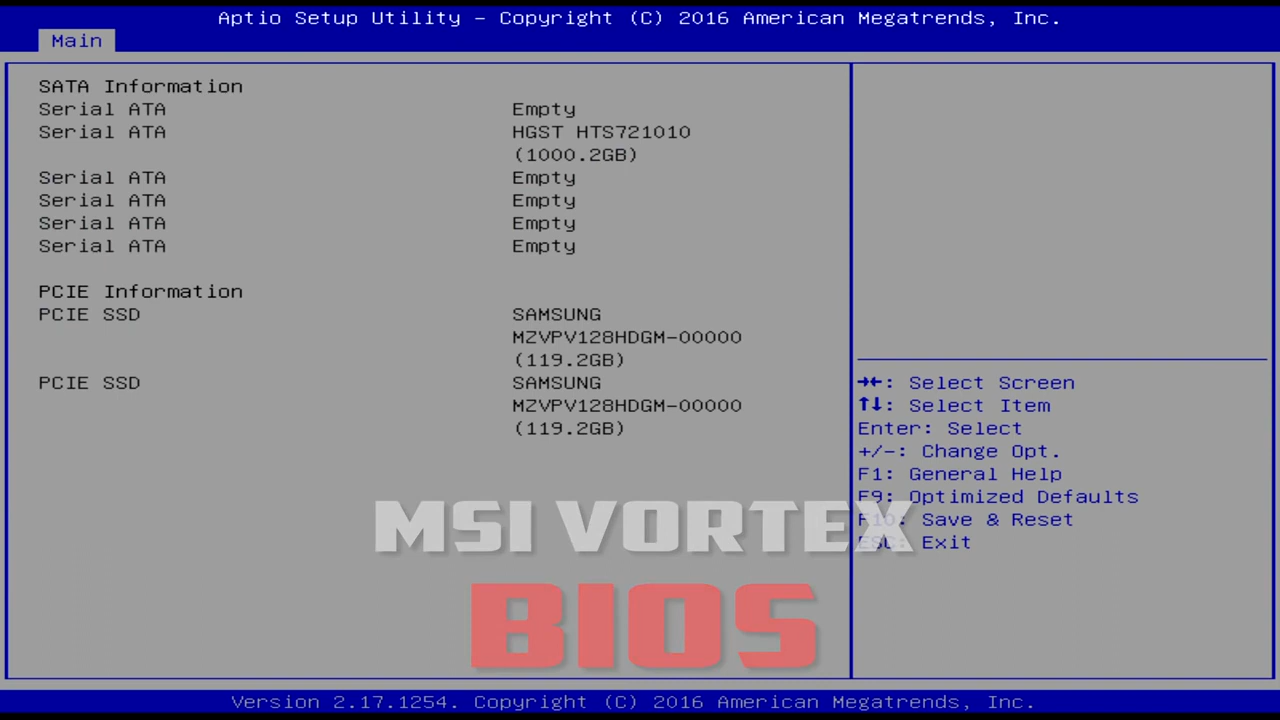 Aptio Setup Utility – Copyright (C) 2016 American Megatrends, Inc.
Main
SATA Information
Serial ATA Empty
Serial ATA HGST HTS721010
(1000.2GB)
Serial ATA Empty
Serial ATA Empty
Serial ATA Empty
Serial ATA Empty
PCIE Information
PCIE SSD SAMSUNG
MZVPV128HDGM-00000
(119.2GB)
PCIE SSD SAMSUNG
MZVPV128HDGM-00000
(119.2GB)
→←: Select Screen
↑↓: Select Item
Enter: Select
+/-: Change Opt.
F1: General Help
F9: Optimized Defaults
F10: Save & Reset
ESC: Exit
MSI VORTEX
BIOS
Version 2.17.1254. Copyright (C) 2016 American Megatrends, Inc.